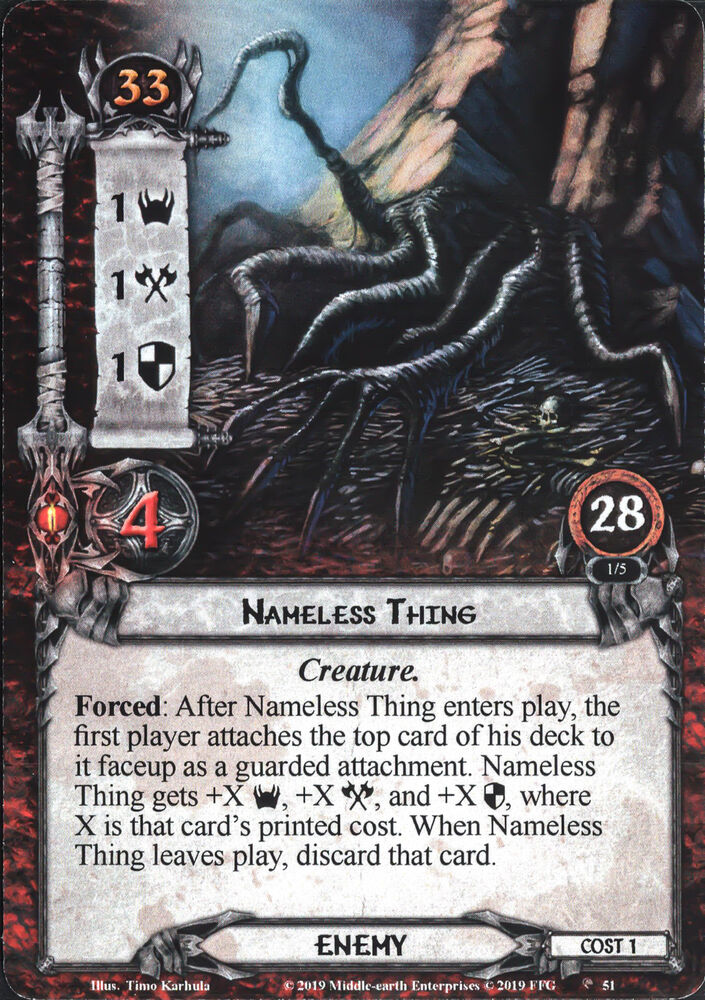 33
1
1
1
4
28
1/5
Nameless Thing
Creature.
Forced: After Nameless Thing enters play, the
first player attaches the top card of his deck to
it faceup as a guarded attachment. Nameless
Thing gets +X , +X , and +X , where
X is that card's printed cost. When Nameless
Thing leaves play, discard that card.
ENEMY
COST 1
Illus. Timo Karhula
© 2019 Middle-earth Enterprises © 2019 FFG
51